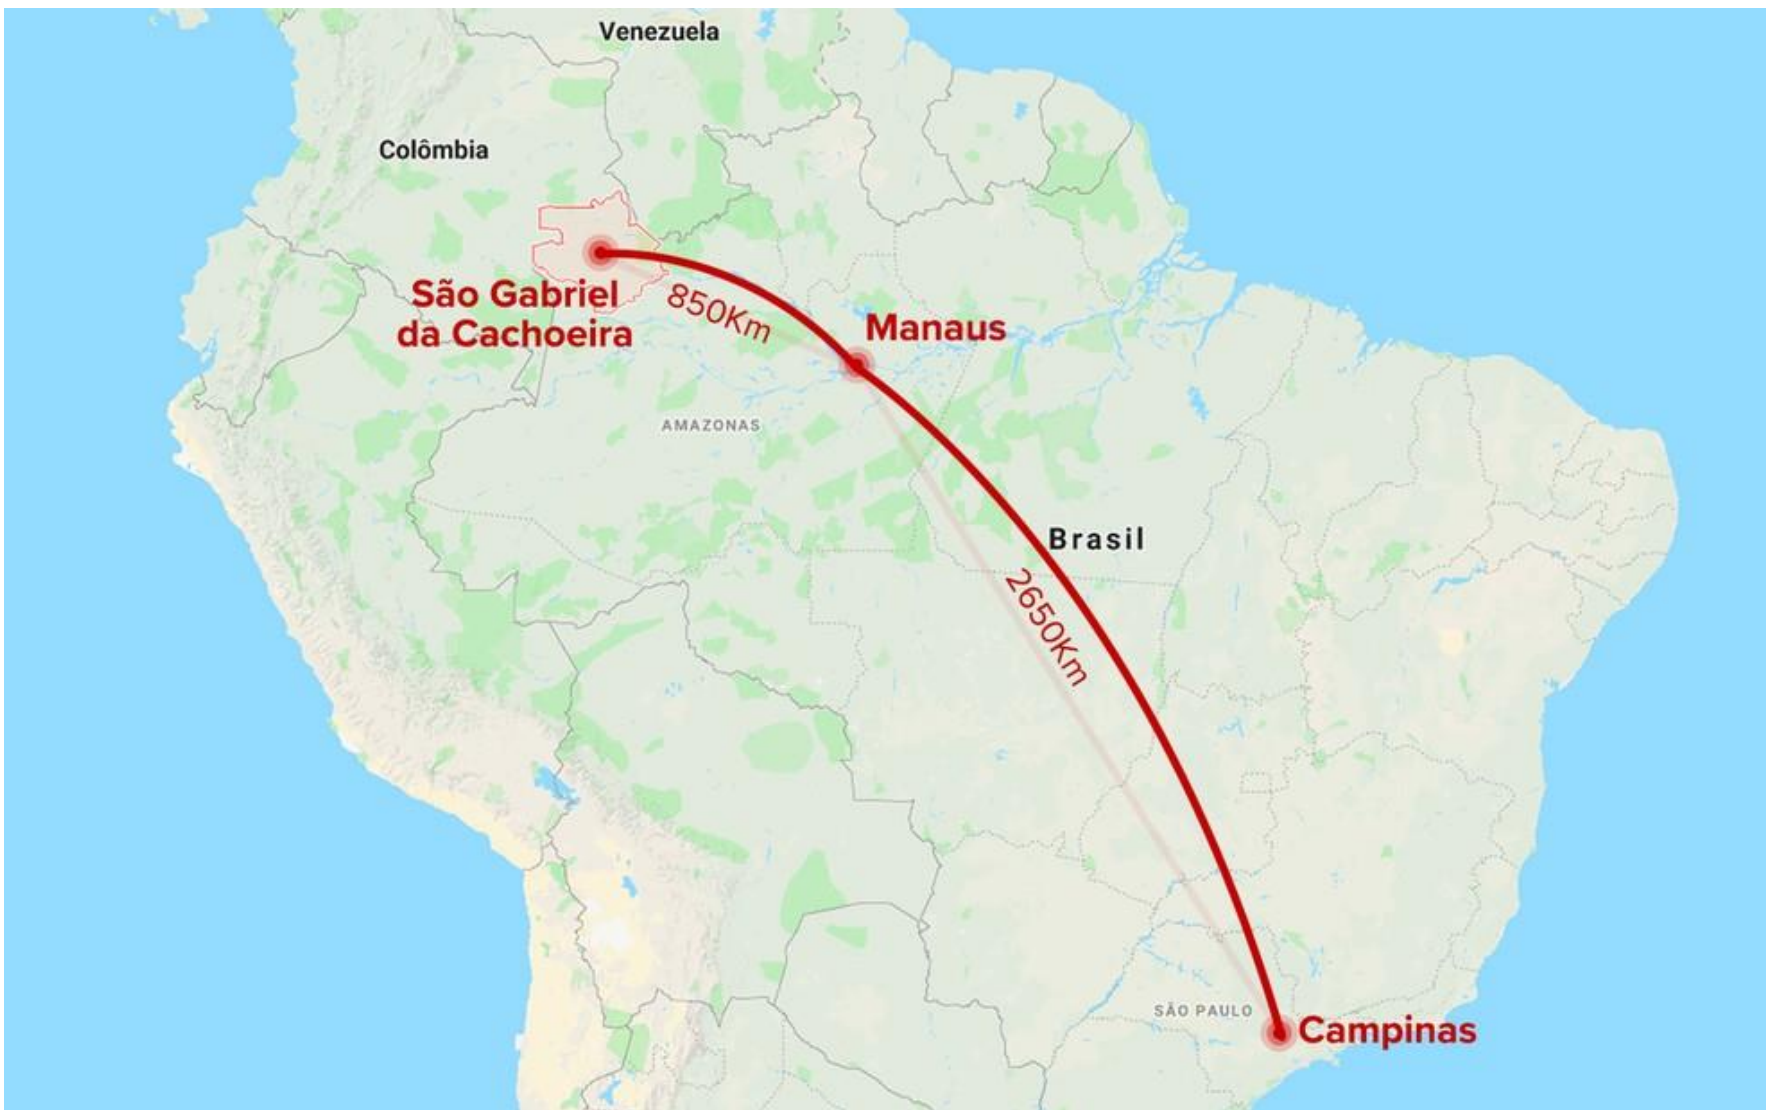 Venezuela
Colômbia
São Gabriel
da Cachoeira
850Km
Manaus
AMAZONAS
Brasil
2650Km
SÃO PAULO
Campinas